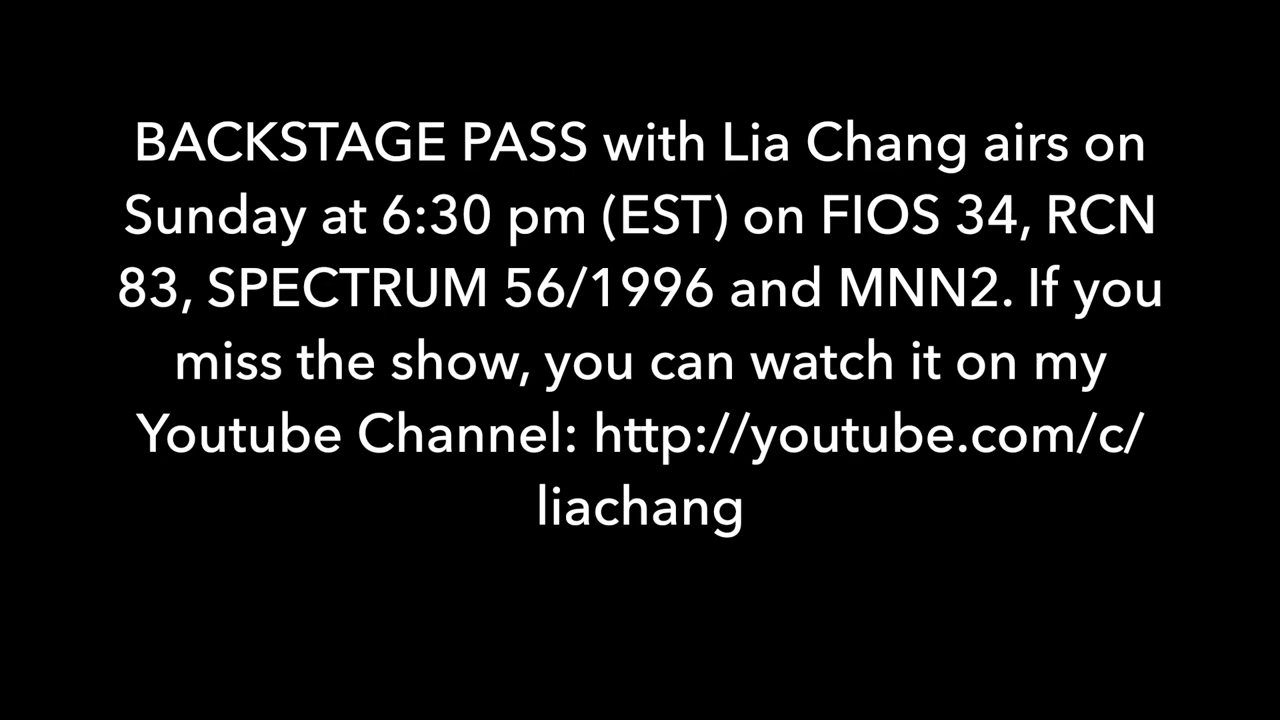 BACKSTAGE PASS with Lia Chang airs on
Sunday at 6:30 pm (EST) on FIOS 34, RCN
83, SPECTRUM 56/1996 and MNN2. If you
miss the show, you can watch it on my
Youtube Channel: http://youtube.com/c/
liachang